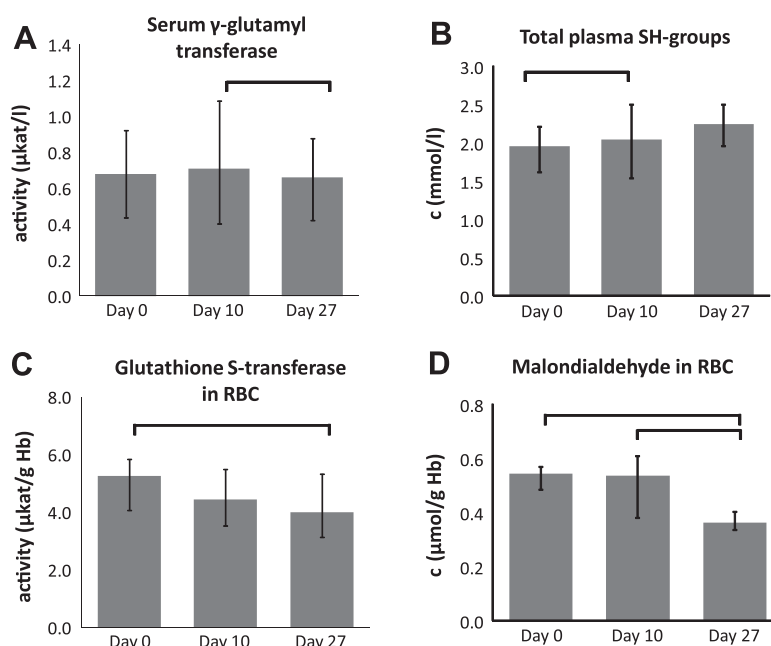 A
Serum γ-glutamyl
transferase
activity (μkat/l)
1.4
1.2
1.0
0.8
0.6
0.4
0.2
0.0
Day 0 Day 10 Day 27
B
Total plasma SH-groups
c (mmol/l)
3.0
2.5
2.0
1.5
1.0
0.5
0.0
Day 0 Day 10 Day 27
C
Glutathione S-transferase
in RBC
activity (μkat/g Hb)
8.0
6.0
4.0
2.0
0.0
Day 0 Day 10 Day 27
D
Malondialdehyde in RBC
c (μmol/g Hb)
0.8
0.6
0.4
0.2
0.0
Day 0 Day 10 Day 27